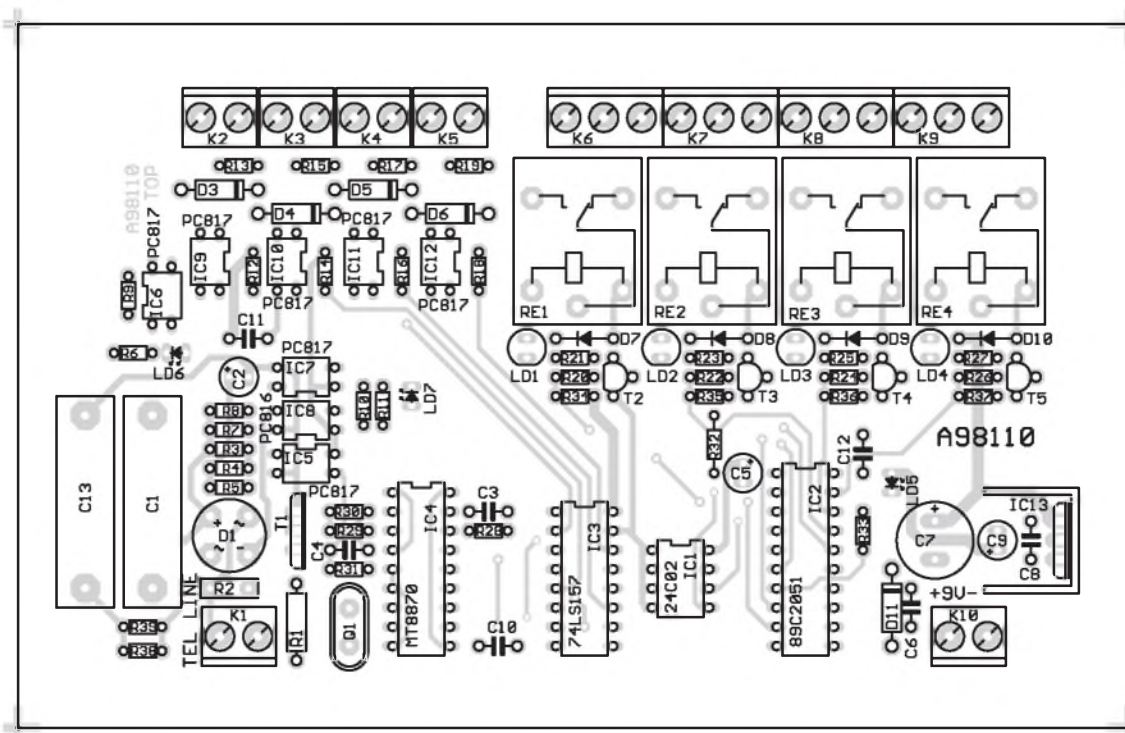 K2 K3 K4 K5 K6 K7 K8 K9
R13 R15 R17 R19
A98110
TOP
D3 D5
D4 D6
PC817 PC817
PC817
IC9 R12 IC10 R14 IC11 R16 IC12 R18
PC817 PC817
R9 IC6
RE1 RE2 RE3 RE4
C11
D7 D8 D9 D10
R6 LD6
PC817
IC7
R21 R23 R25 R27
LD1 LD2 LD3 LD4
C2
R20 R22 R24 R26
R34 R35 R36 R37
T2 T3 T4 T5
PC816
R10 R11 LD7
R8 IC8
R7
R3
R4 IC5
R5
R32 C5 C12
A98110
C13 C1
PC817
LD5
D1 T1
R30 IC4 C3
R29 R28
C4
R31
IC3 IC1 IC2 R33
C7 C9 IC13
C8
R2
MT8870
74LS157
24C02
89C2051
TEL LINE
K1 R1 Q1
C10
D11 C6
+9V-
K10
R39
R38